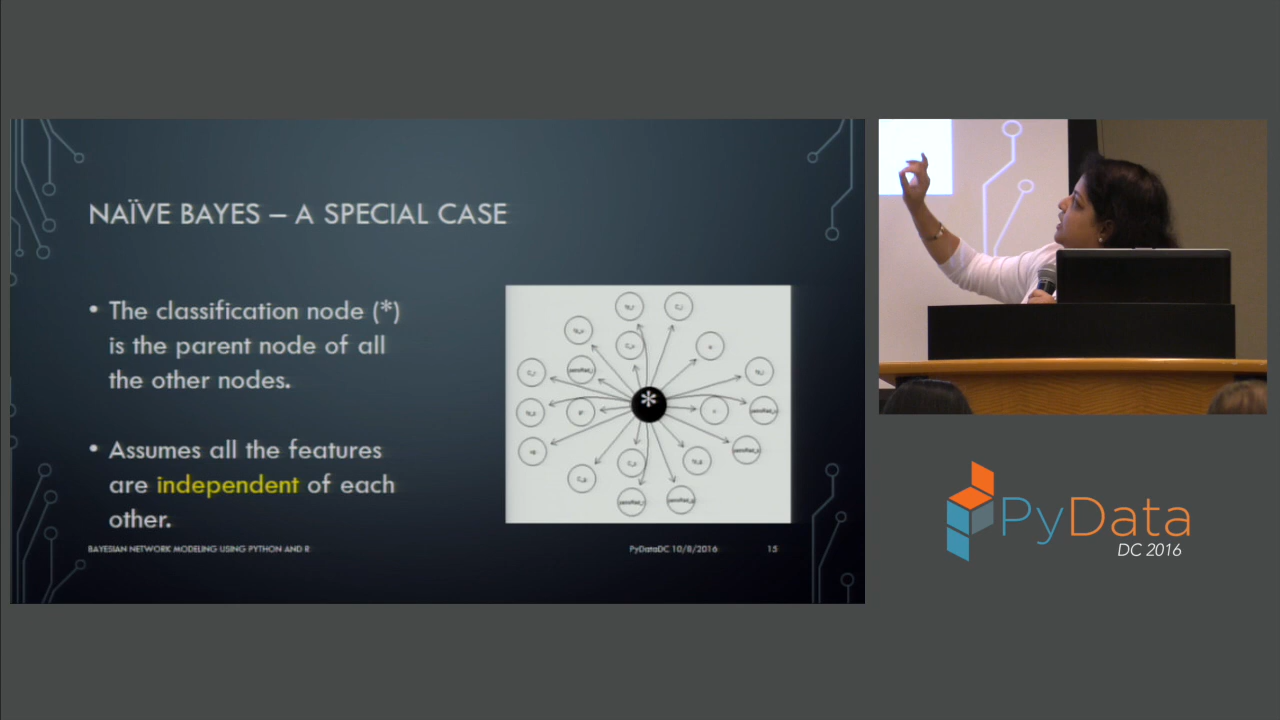 NAÏVE BAYES – A SPECIAL CASE
• The classification node (*)
is the parent node of all
the other nodes.
• Assumes all the features
are independent of each
other.
*
BAYESIAN NETWORK MODELING USING PYTHON AND R
PyDataDC 10/8/2016
15
PyData
DC 2016